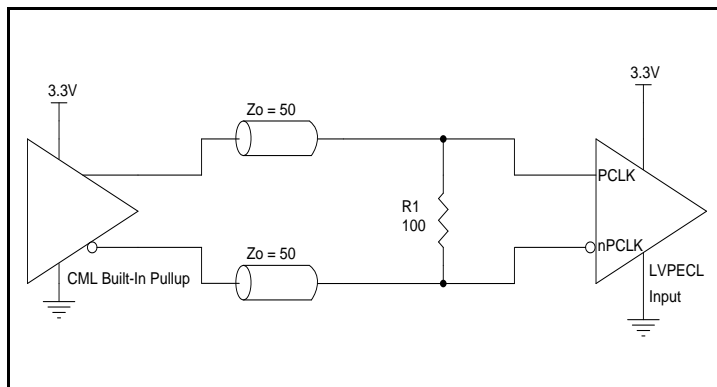 3.3V
3.3V
Zo = 50
PCLK
R1
100
Zo = 50
nPCLK
CML Built-In Pullup
LVPECL
Input